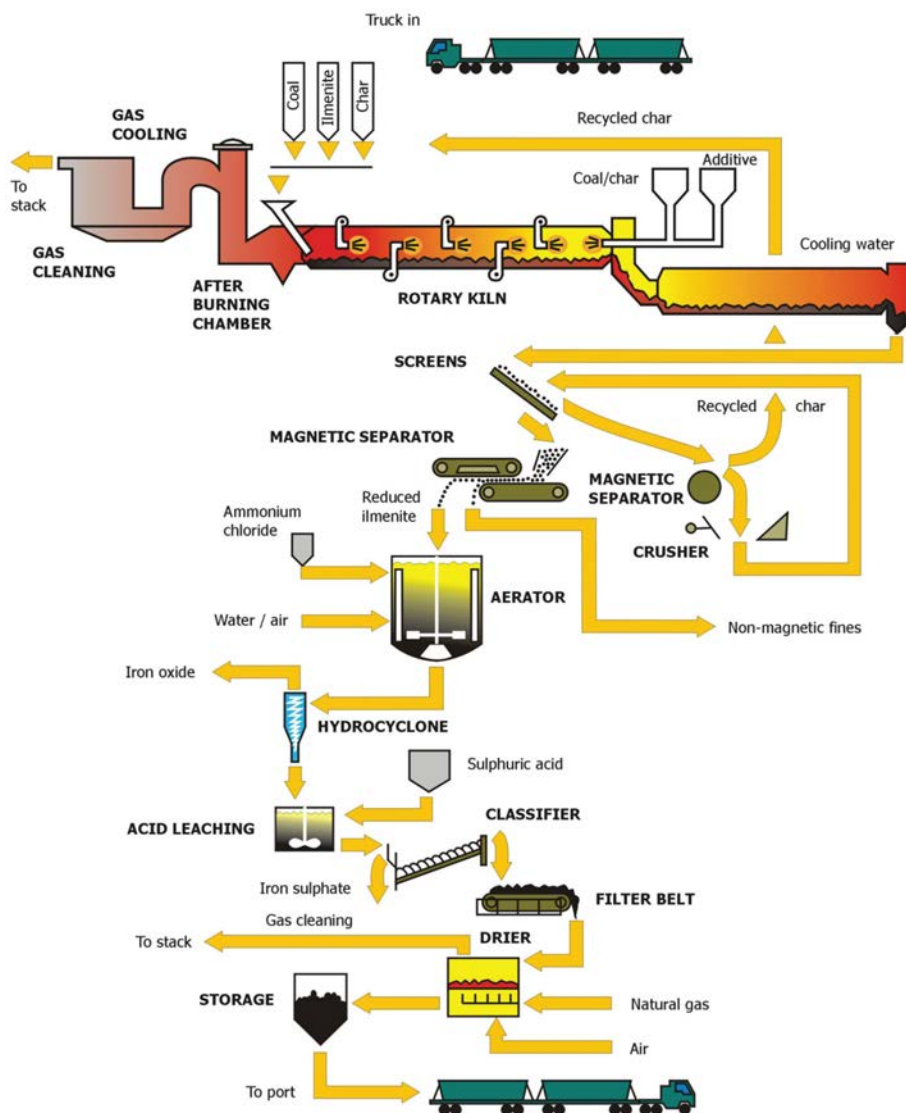 Truck in
Coal
Ilmenite
Char
GAS
COOLING
Recycled char
To
stack
Additive
Coal/char
GAS
CLEANING
Cooling water
AFTER
BURNING
CHAMBER
ROTARY KILN
SCREENS
Recycled char
MAGNETIC SEPARATOR
MAGNETIC
SEPARATOR
Reduced
ilmenite
Ammonium
chloride
CRUSHER
AERATOR
Water / air
Non-magnetic fines
Iron oxide
HYDROCYCLONE
Sulphuric acid
CLASSIFIER
ACID LEACHING
Iron sulphate
FILTER BELT
Gas cleaning
To stack
DRIER
STORAGE
Natural gas
Air
To port